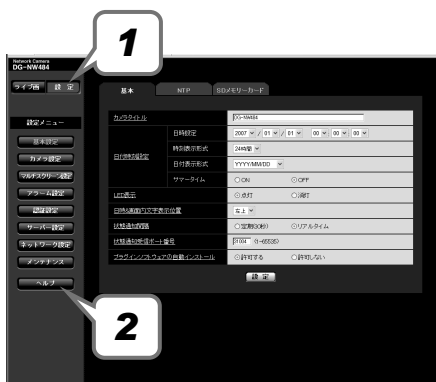 1
Network Camera
DG-NW484
ライブ画 設 定
基本 NTP SDメモリーカード
設定メニュー
カメラタイトル DG-NW484
基本設定
日付時刻設定 日時設定 2007 / 01 / 01 00 : 00 : 00
カメラ設定
時刻表示形式 24時間
マルチスクリーン設定
日付表示形式 YYYY/MM/DD
アラーム設定
サマータイム ON OFF
認証設定
LED表示 点灯 消灯
サーバー設定
日時&画面内文字表示位置 左上
ネットワーク設定
状態通知間隔 定期(30秒) リアルタイム
メンテナンス
状態通知受信ポート番号 31004 (1-65535)
プラグインソフトウェアの自動インストール 許可する 許可しない
ヘルプ
設 定
2